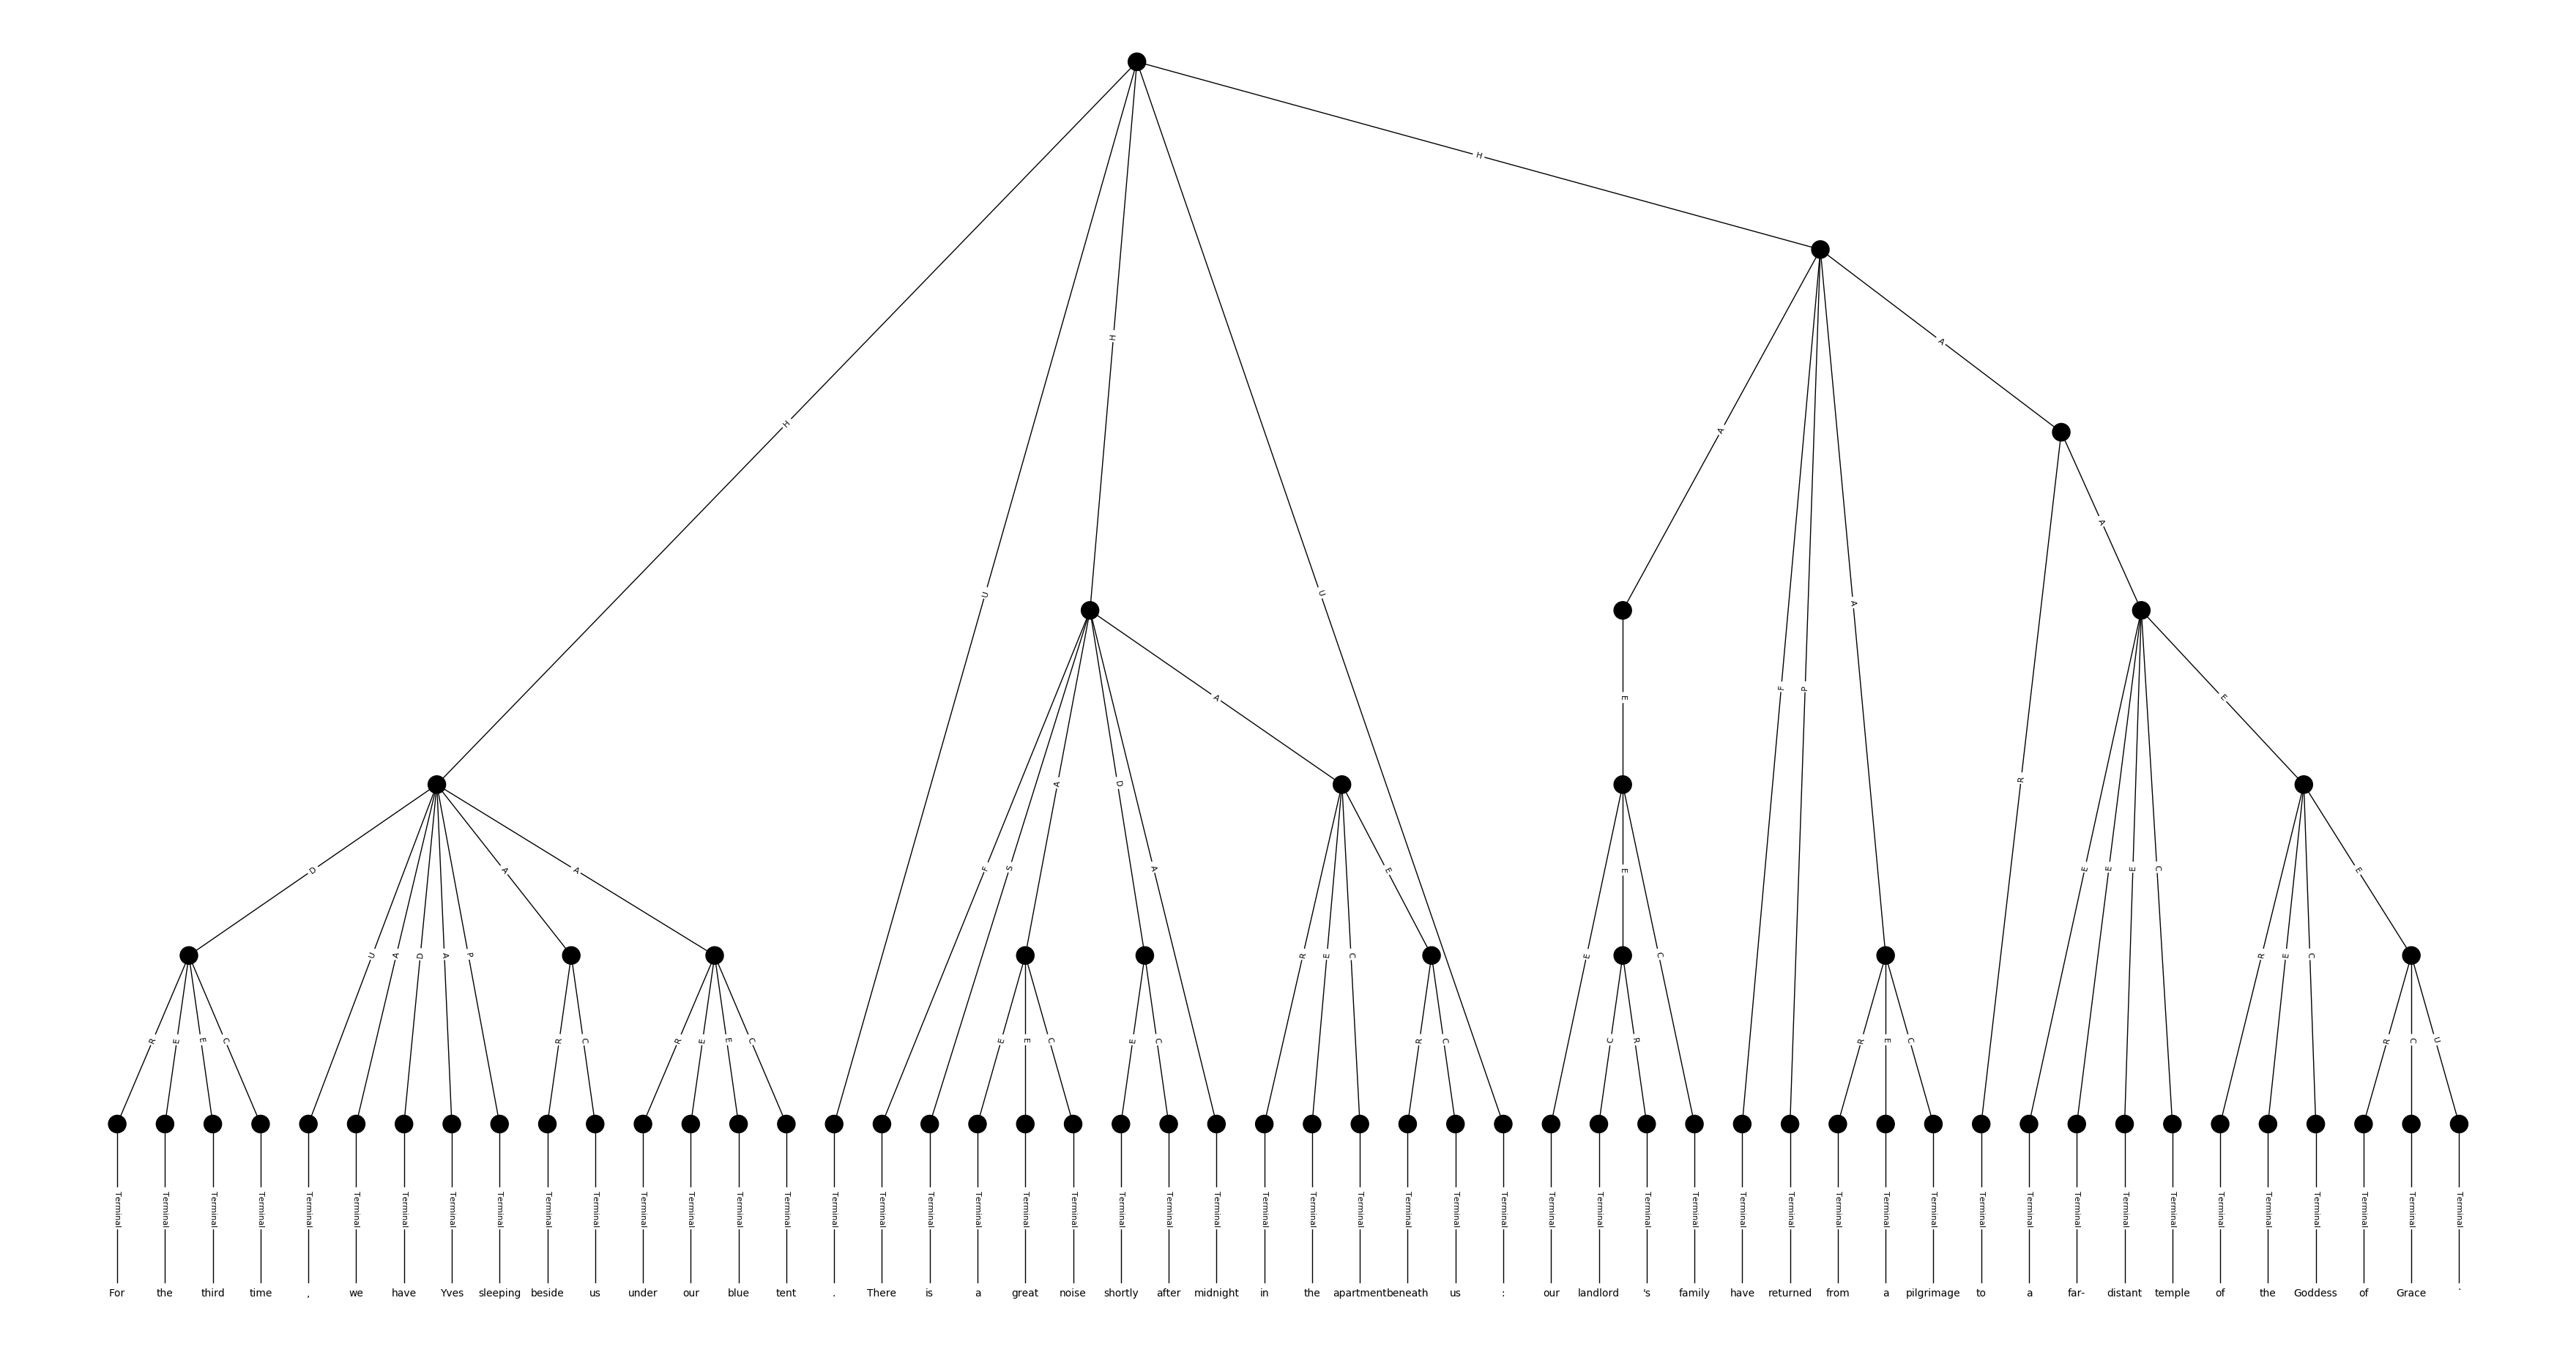 H
H
A
H
A
A
U U
A
E E
F P
R
A D
F S A E E E E E C
D A A
U A D A P R E C E E C A R E C
R E E C R C R E E C E E C E C R C C R R E C R C U
Terminal Terminal Terminal Terminal Terminal Terminal Terminal Terminal Terminal Terminal Terminal Terminal Terminal Terminal Terminal Terminal Terminal Terminal Terminal Terminal Terminal Terminal Terminal Terminal Terminal Terminal Terminal Terminal Terminal Terminal Terminal Terminal Terminal Terminal Terminal Terminal Terminal Terminal Terminal Terminal Terminal Terminal Terminal Terminal Terminal Terminal Terminal Terminal Terminal Terminal
For the third time , we have Yves sleeping beside us under our blue tent . There is a great noise shortly after midnight in the apartment beneath us : our landlord 's family have returned from a pilgrimage to a far- distant temple of the Goddess of Grace .